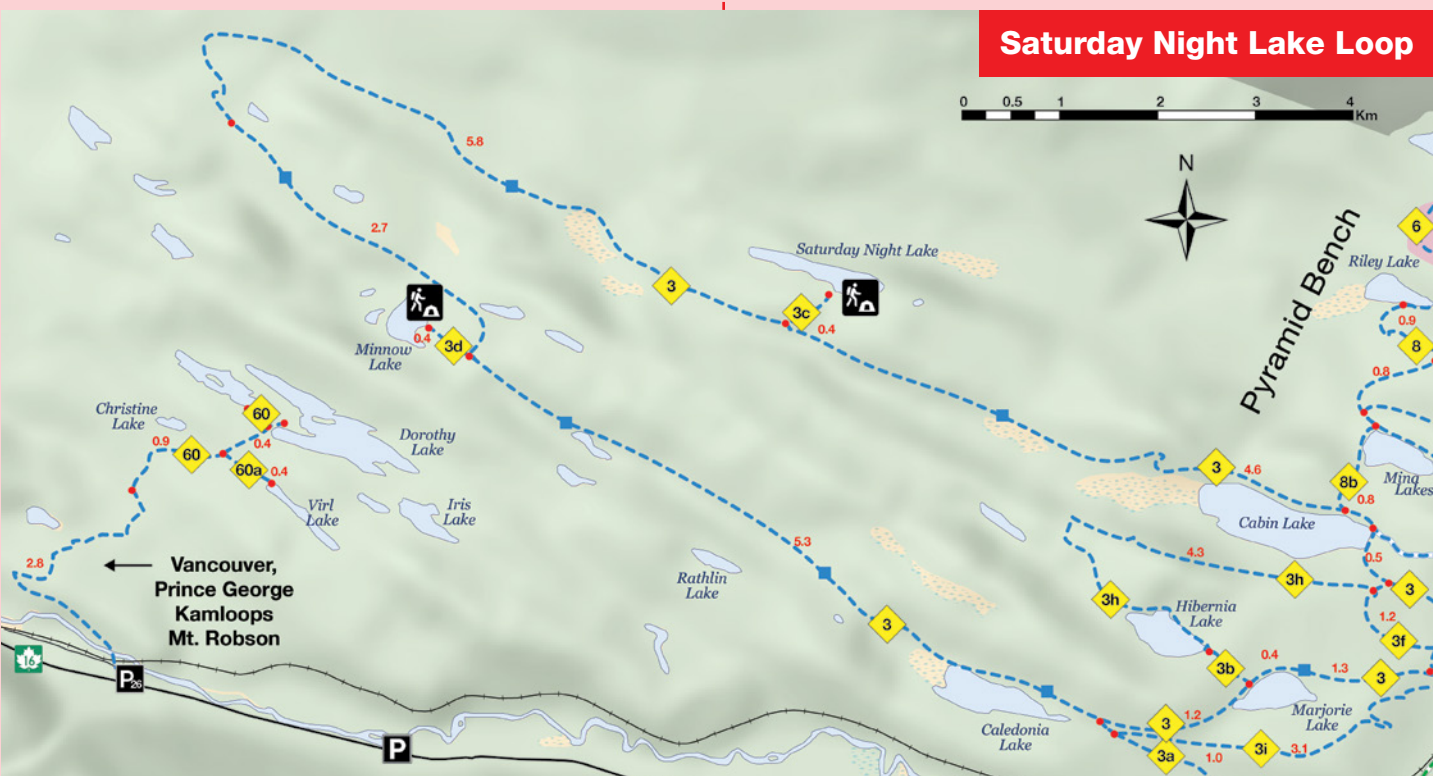 Saturday Night Lake Loop
0 0.5 1 2 3 4
Km
N
5.8
2.7
Saturday Night Lake
3
3c
0.4
Pyramid Bench
6
Riley Lake
0.9
8
0.8
Minnow
Lake
0.4
3d
Christine
Lake
60
0.9
60
0.4
60a
0.4
Dorothy
Lake
Virl
Lake
Iris
Lake
3
4.6
8b
0.8
Mina
Lakes
Cabin Lake
2.8
Vancouver,
Prince George
Kamloops
Mt. Robson
5.3
Rathlin
Lake
4.3
3h
0.5
3
3h
Hibernia
Lake
1.2
3f
3
3b
0.4
1.3
3
16
P26
P
Caledonia
Lake
3
1.2
Marjorie
Lake
3a
1.0
3i
3.1